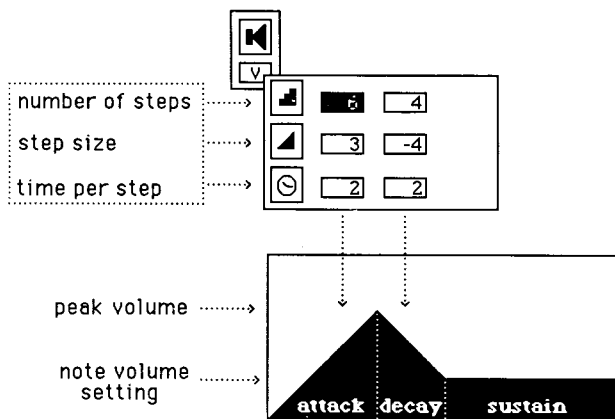 V
number of steps
6 4
step size
3 -4
time per step
2 2
peak volume
note volume
setting
attack decay sustain